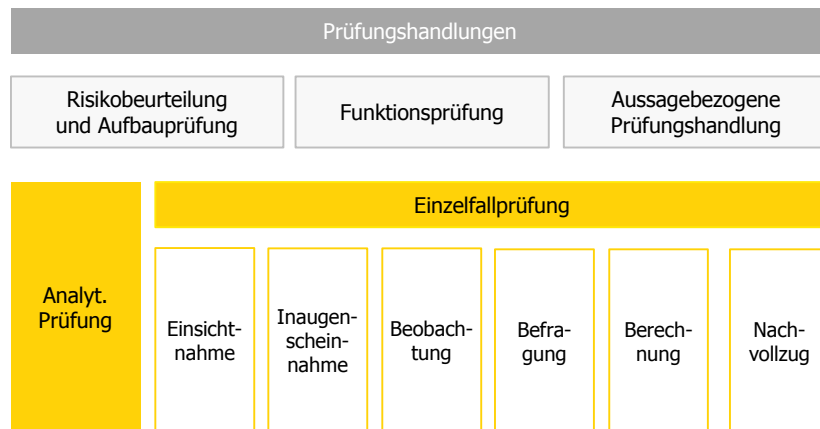 Prüfungshandlungen
Risikobeurteilung
und Aufbauprüfung
Funktionsprüfung
Aussagebezogene
Prüfungshandlung
Einzelfallprüfung
Analyt.
Prüfung
Einsicht-
nahme
Inaugen-
schein-
nahme
Beobach-
tung
Befra-
gung
Berech-
nung
Nach-
vollzug